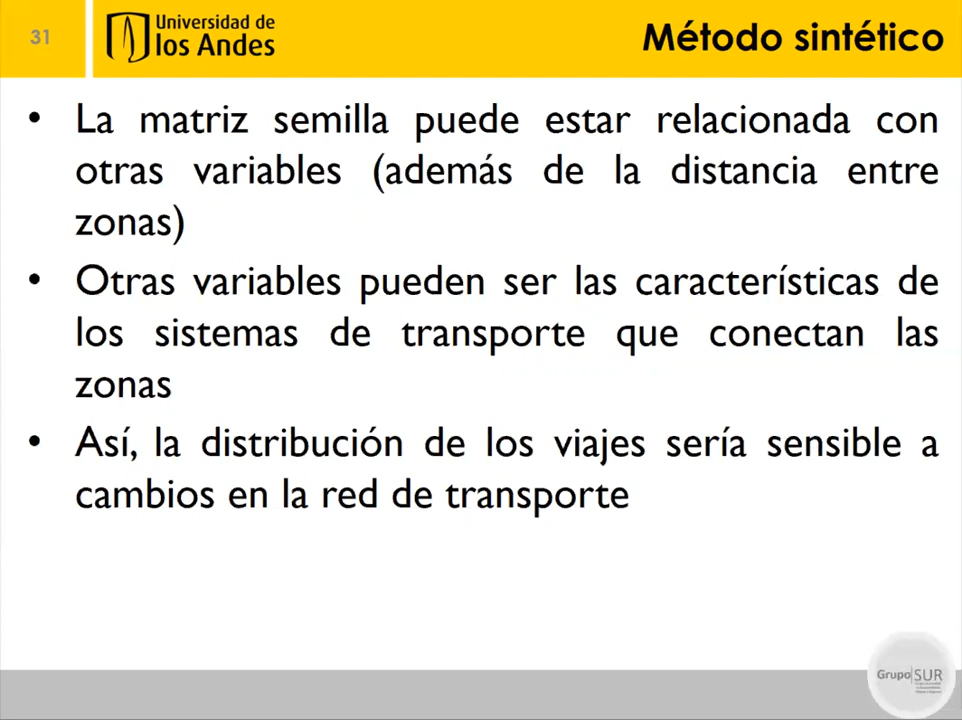 31
Universidad de
los Andes
Método sintético
• La matriz semilla puede estar relacionada con
otras variables (además de la distancia entre
zonas)
• Otras variables pueden ser las características de
los sistemas de transporte que conectan las
zonas
• Así, la distribución de los viajes sería sensible a
cambios en la red de transporte
Grupo|SUR